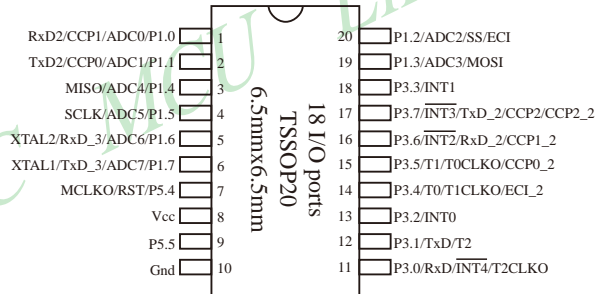 RxD2/CCP1/ADC0/P1.0 1
TxD2/CCP0/ADC1/P1.1 2
MISO/ADC4/P1.4 3
SCLK/ADC5/P1.5 4
XTAL2/RxD_3/ADC6/P1.6 5
XTAL1/TxD_3/ADC7/P1.7 6
MCLKO/RST/P5.4 7
Vcc 8
P5.5 9
Gnd 10
18 I/O ports
TSSOP20
6.5mmx6.5mm
20 P1.2/ADC2/SS/ECI
19 P1.3/ADC3/MOSI
18 P3.3/INT1
17 P3.7/INT3/TxD_2/CCP2/CCP2_2
16 P3.6/INT2/RxD_2/CCP1_2
15 P3.5/T1/T0CLKO/CCP0_2
14 P3.4/T0/T1CLKO/ECI_2
13 P3.2/INT0
12 P3.1/TxD/T2
11 P3.0/RxD/INT4/T2CLKO
MCU